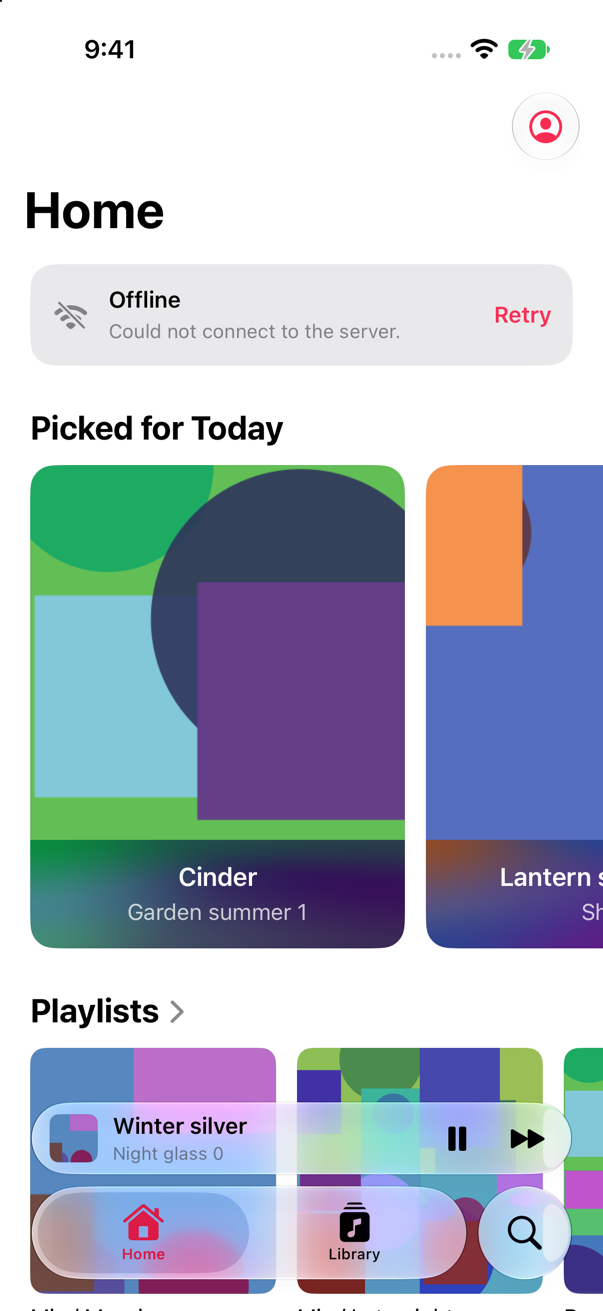 9:41
Home
Offline
Could not connect to the server.
Retry
Picked for Today
Cinder
Garden summer 1
Lantern
Playlists
Winter silver
Night glass 0
Home
Library